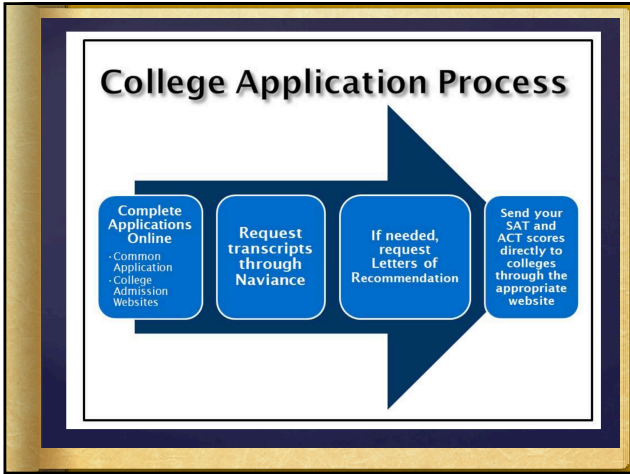 College Application Process
Complete
Applications
Online
·Common
Application
·College
Admission
Websites
Request
transcripts
through
Naviance
If needed,
request
Letters of
Recommendation
Send your
SAT and
ACT scores
directly to
colleges
through the
appropriate
website